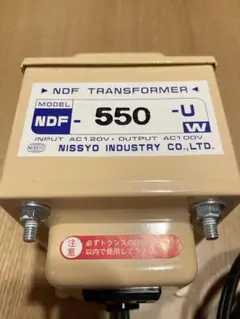 ▶ NDF TRANSFORMER ◀
MODEL
NDF - 550 -U
W
INPUT AC120V · OUTPUT AC100V
NISSYO NISSYO INDUSTRY CO.,LTD.
注意
必ずトランスの
以内で使用して